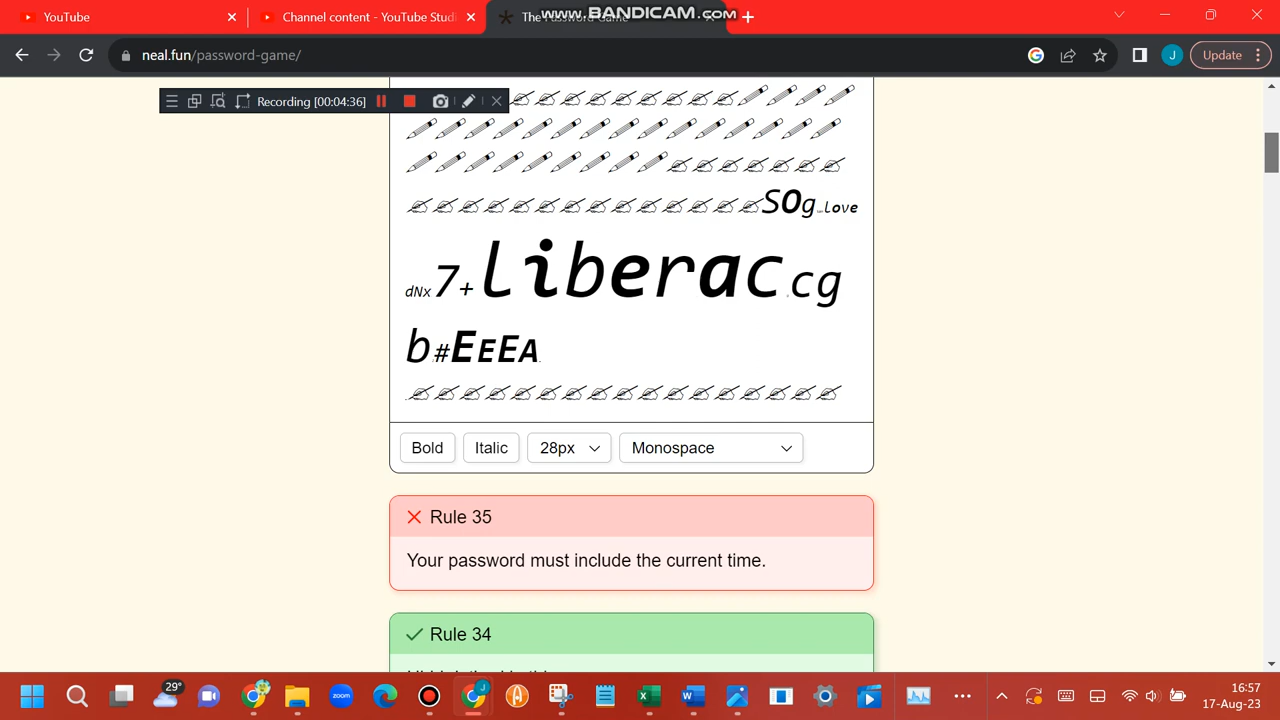 www.BANDICAM.com
YouTube
Channel content - YouTube Studi
neal.fun/password-game/
Update
Recording [00:04:36]
SOg love
dNx7+liberac.cg
b#EEEA
Bold Italic 28px Monospace
Rule 35
Your password must include the current time.
Rule 34
29°
16:57
17-Aug-23